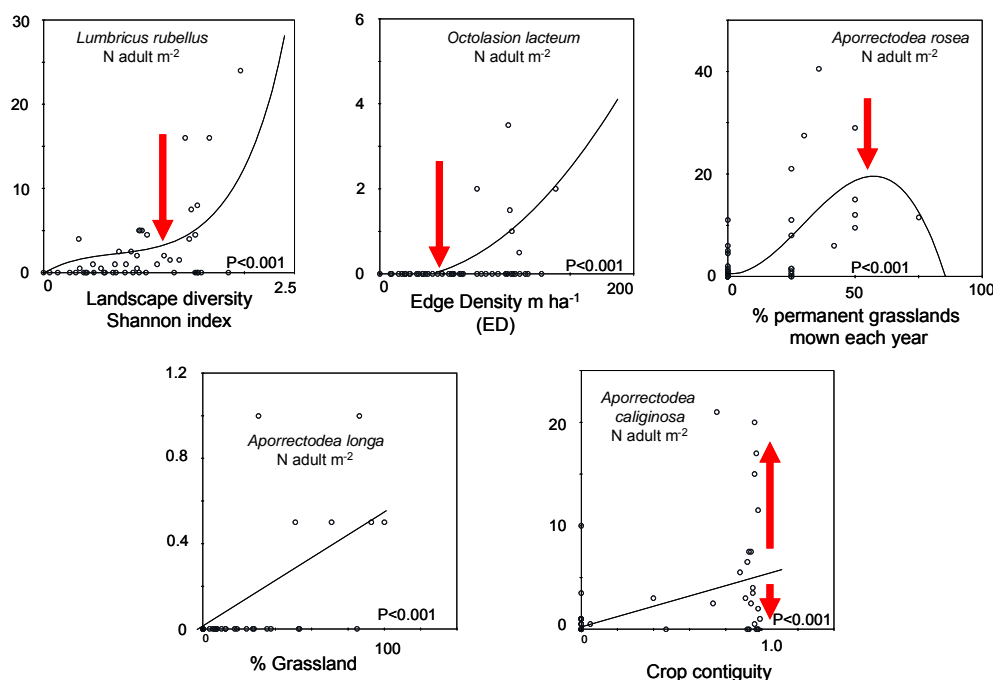 30
20
10
0
Lumbricus rubellus
N adult m-2
P<0.001
0
2.5
Landscape diversity
Shannon index
6
4
2
0
Octolasion lacteum
N adult m-2
P<0.001
0
200
Edge Density m ha-1
(ED)
60
40
20
0
Aporrectodea rosea
N adult m-2
P<0.001
0
50
100
% permanent grasslands
mown each year
1.2
0.8
0.4
0
Aporrectodea longa
N adult m-2
P<0.001
0
100
% Grassland
20
10
0
Aporrectodea
caliginosa
N adult m-2
P<0.001
0
1.0
Crop contiguity